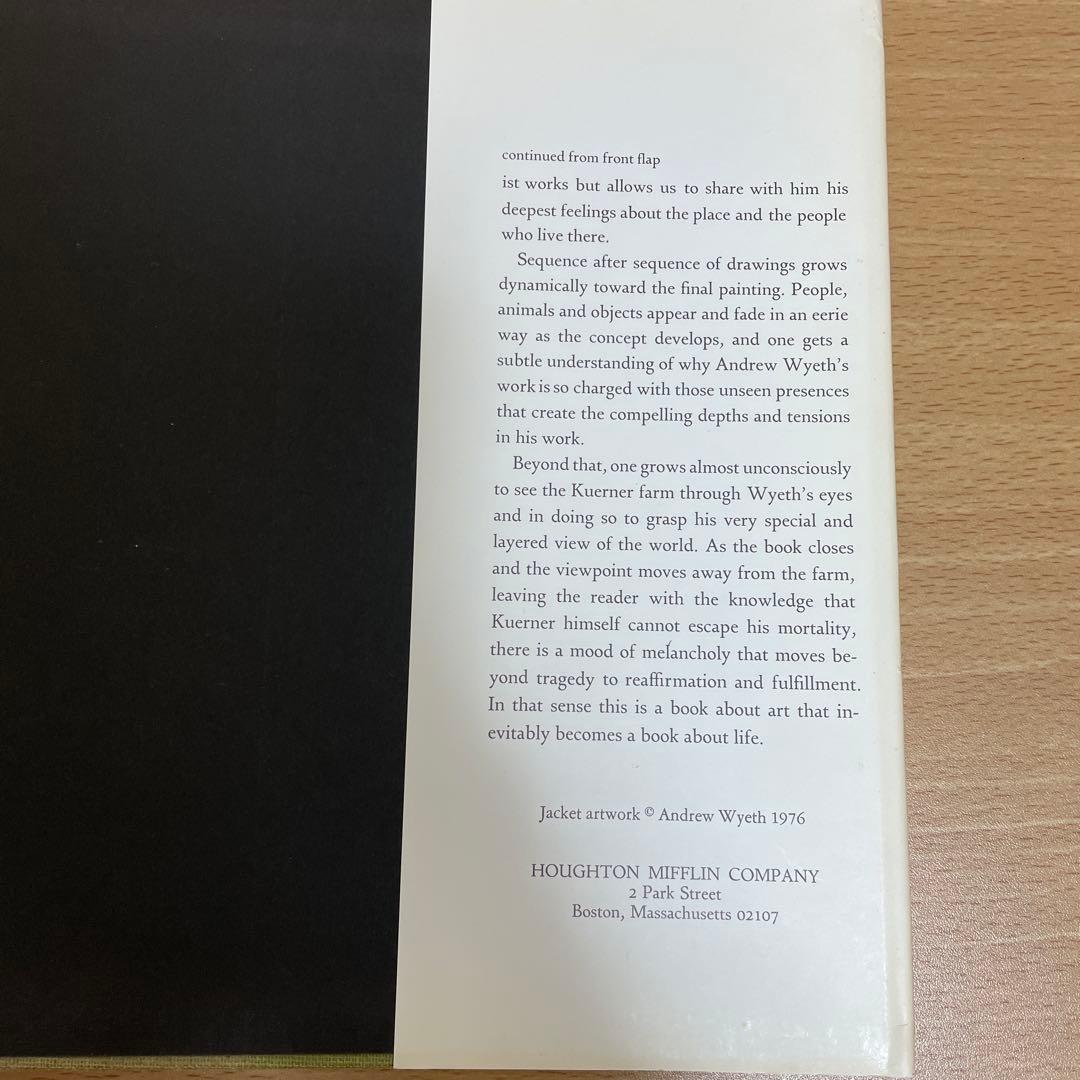 continued from front flap
ist works but allows us to share with him his
deepest feelings about the place and the people
who live there.
Sequence after sequence of drawings grows
dynamically toward the final painting. People,
animals and objects appear and fade in an eerie
way as the concept develops, and one gets a
subtle understanding of why Andrew Wyeth's
work is so charged with those unseen presences
that create the compelling depths and tensions
in his work.
Beyond that, one grows almost unconsciously
to see the Kuerner farm through Wyeth's eyes
and in doing so to grasp his very special and
layered view of the world. As the book closes
and the viewpoint moves away from the farm,
leaving the reader with the knowledge that
Kuerner himself cannot escape his mortality,
there is a mood of melancholy that moves be-
yond tragedy to reaffirmation and fulfillment.
In that sense this is a book about art that in-
evitably becomes a book about life.
Jacket artwork © Andrew Wyeth 1976
HOUGHTON MIFFLIN COMPANY
2 Park Street
Boston, Massachusetts 02107